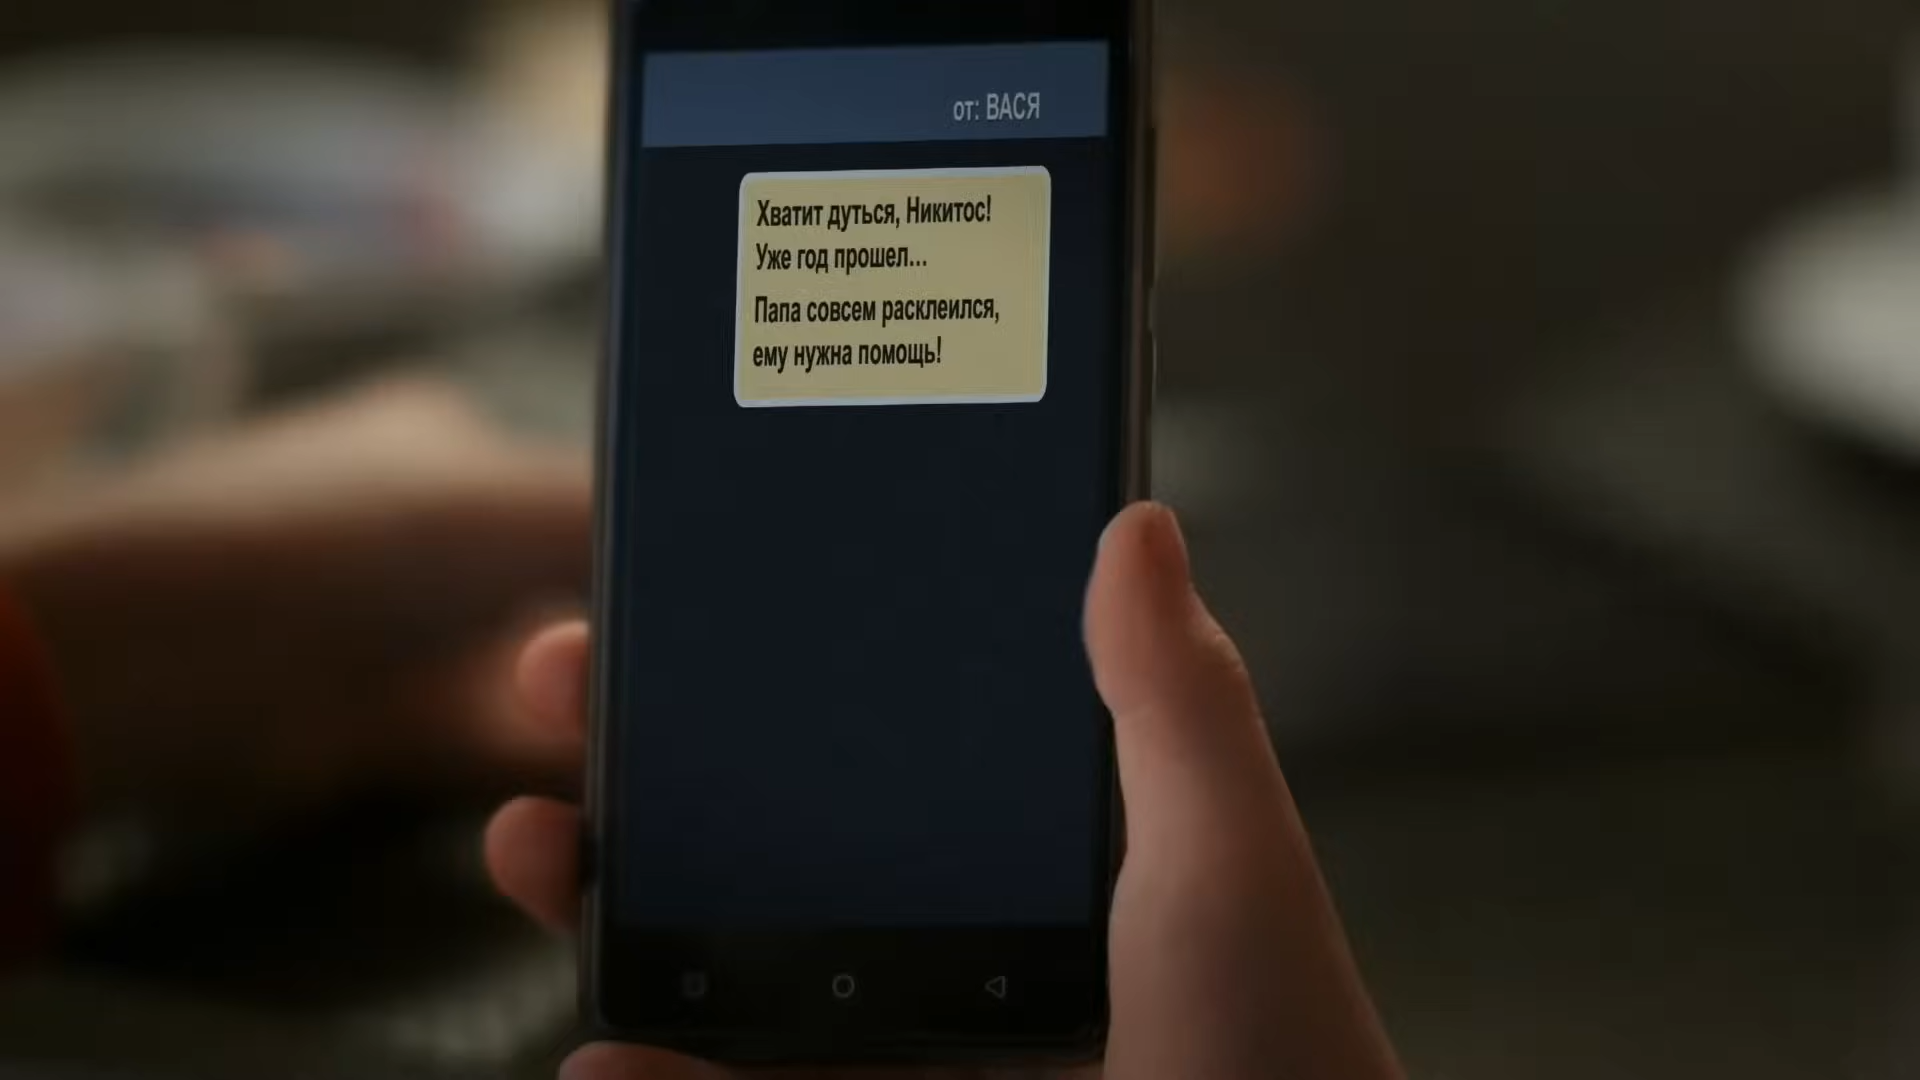 от: ВАСЯ
Хватит дуться, Никитос!
Уже год прошел...
Папа совсем расклеился,
ему нужна помощь!